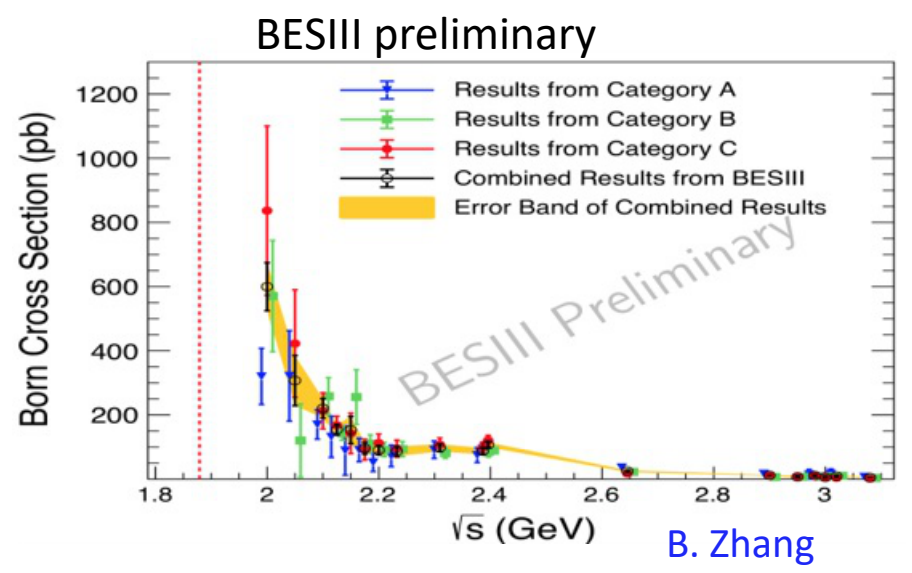 BESIII preliminary
Born Cross Section (pb)
1200
1000
800
600
400
200
Results from Category A
Results from Category B
Results from Category C
Combined Results from BESIII
Error Band of Combined Results
BESIII Preliminary
1.8 2 2.2 2.4 2.6 2.8 3
√s (GeV)
B. Zhang